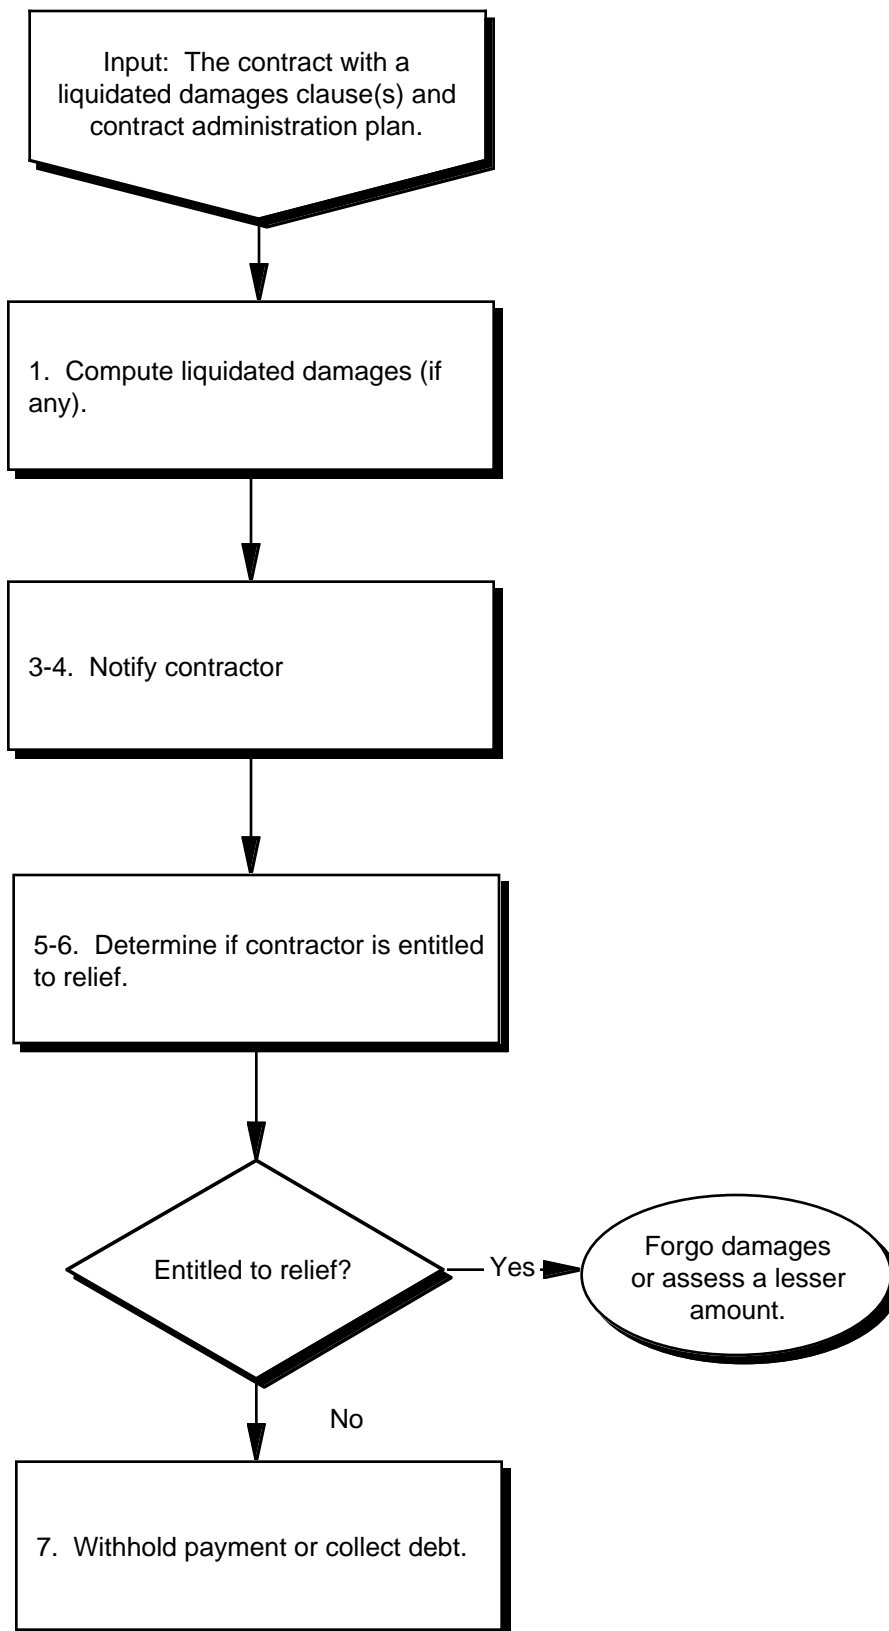 Input:  The contract with a
liquidated damages clause(s) and
contract administration plan.
1.  Compute liquidated damages (if
any).
3-4.  Notify contractor
5-6.  Determine if contractor is entitled
to relief.
Entitled to relief?
Yes
Forgo damages
or assess a lesser
amount.
No
7.  Withhold payment or collect debt.